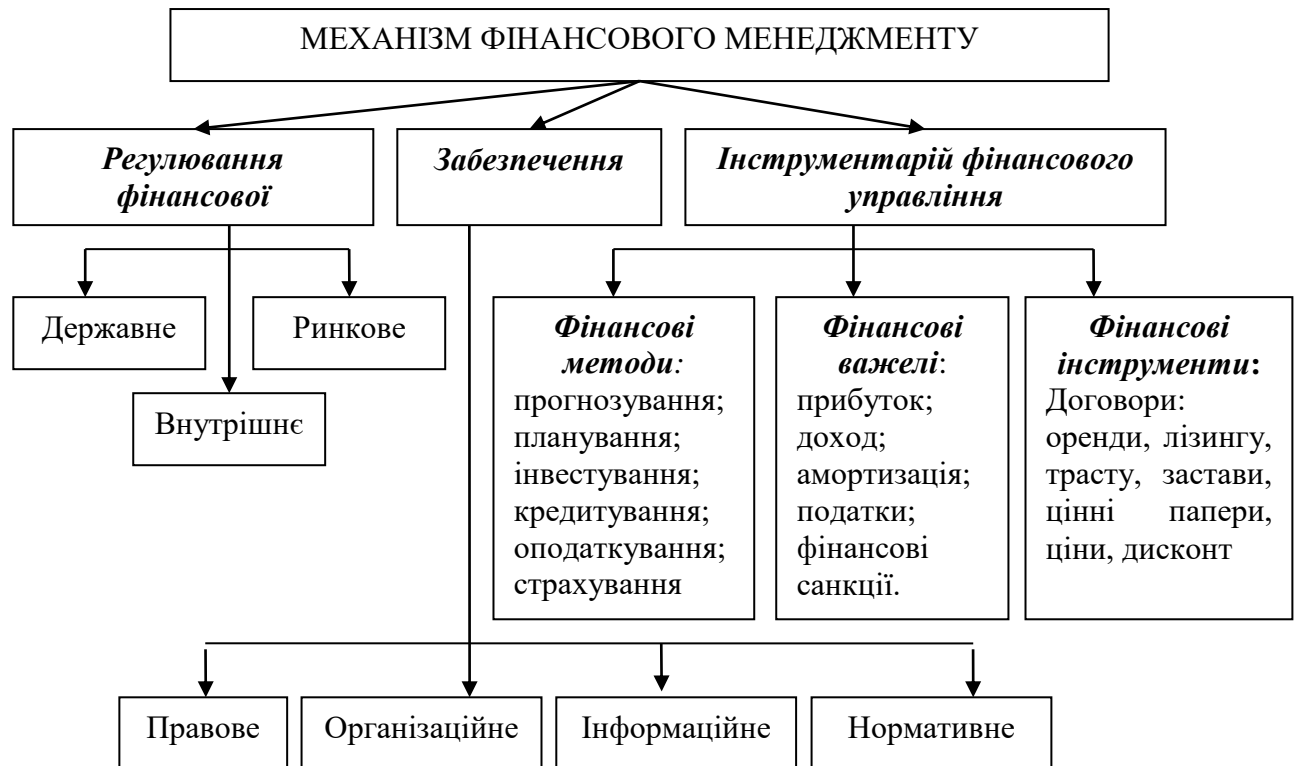 МЕХАНІЗМ ФІНАНСОВОГО МЕНЕДЖМЕНТУ
Регулювання
фінансової
Забезпечення
Інструментарій фінансового
управління
Державне
Ринкове
Внутрішнє
Фінансові
методи:
прогнозування;
планування;
інвестування;
кредитування;
оподаткування;
страхування
Фінансові
важелі:
прибуток;
доход;
амортизація;
податки;
фінансові
санкції.
Фінансові
інструменти:
Договори:
оренди, лізингу,
трасту, застави,
цінні папери,
ціни, дисконт
Правове
Організаційне
Інформаційне
Нормативне